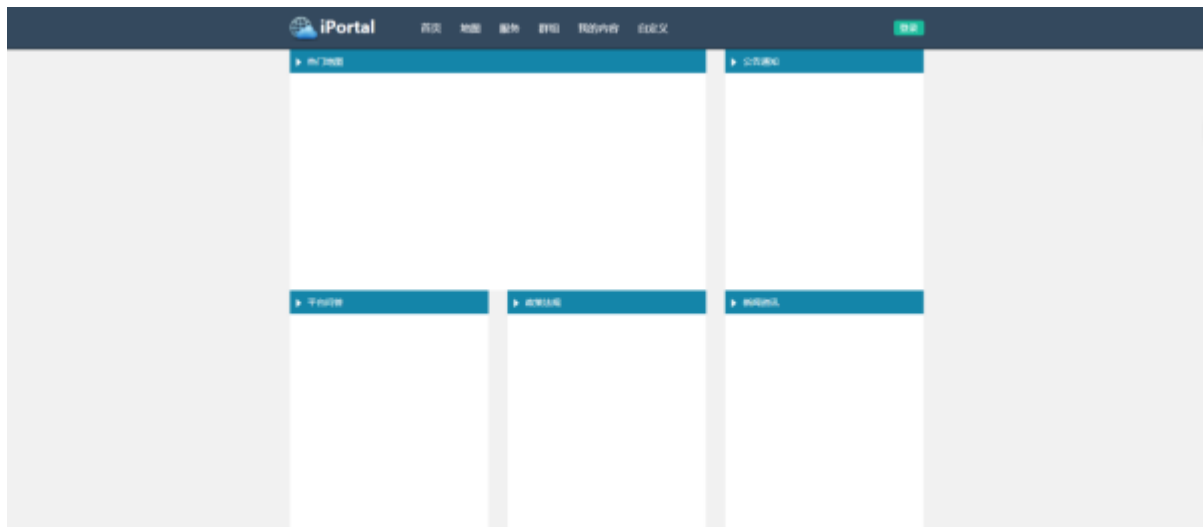 iPortal 首页 地图 服务 群组 我的内容 自定义 登录
热门地图
公告通知
平台问答
政策法规
新闻资讯